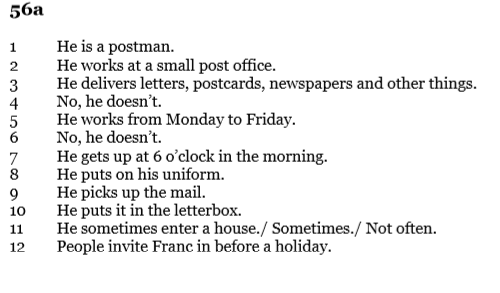 56a
1 He is a postman.
2 He works at a small post office.
3 He delivers letters, postcards, newspapers and other things.
4 No, he doesn't.
5 He works from Monday to Friday.
6 No, he doesn't.
7 He gets up at 6 o'clock in the morning.
8 He puts on his uniform.
9 He picks up the mail.
10 He puts it in the letterbox.
11 He sometimes enter a house./ Sometimes./ Not often.
12 People invite Franc in before a holiday.